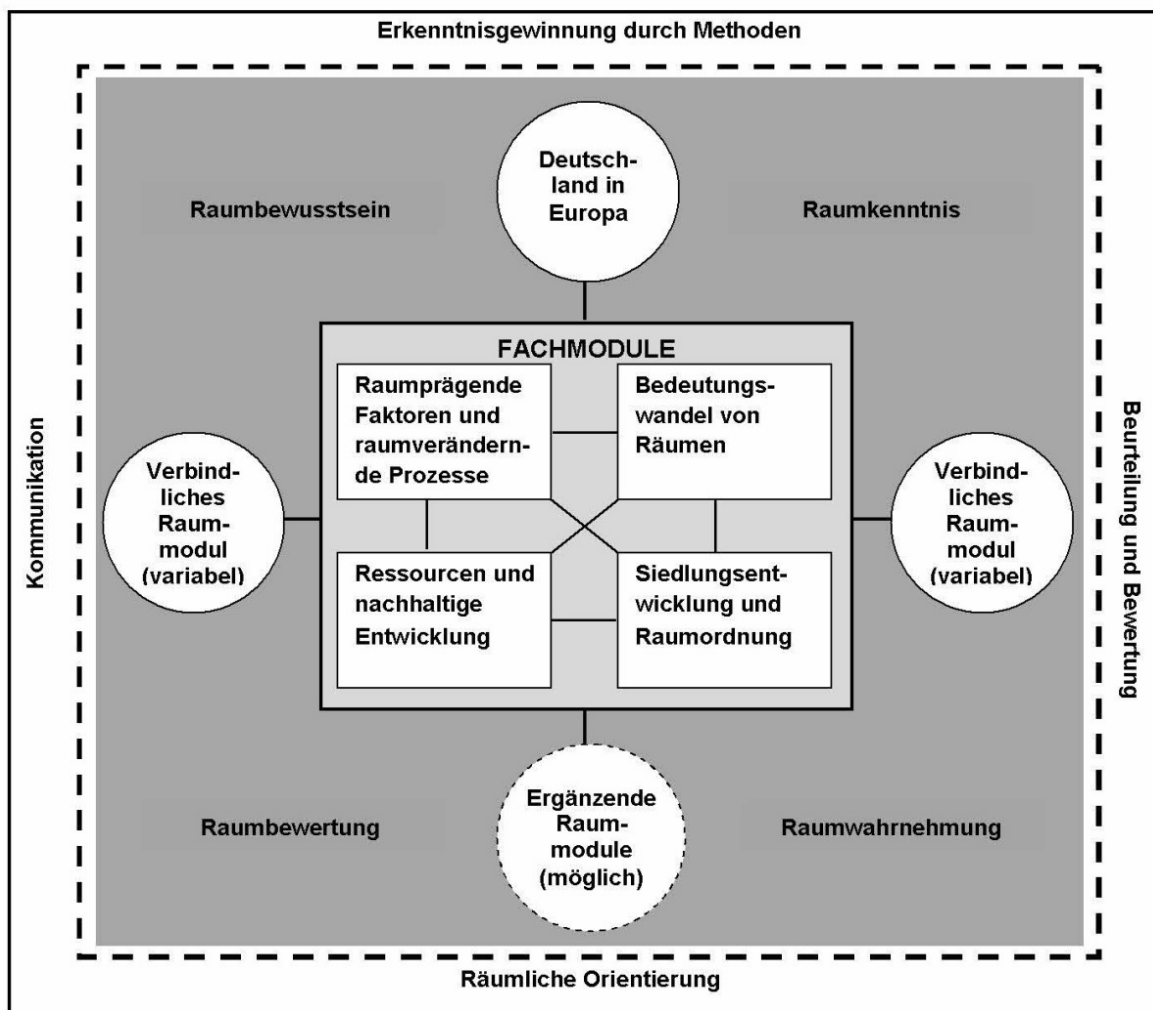 Erkenntnisgewinnung durch Methoden
Deutsch-
land in
Europa
Raumbewusstsein
Raumkenntnis
FACHMODULE
Raumprägende
Faktoren und
raumverändern-
de Prozesse
Bedeutungs-
wandel von
Räumen
Kommunikation
Verbind-
liches
Raum-
modul
(variabel)
Verbind-
liches
Raum-
modul
(variabel)
Beurteilung und Bewertung
Ressourcen und
nachhaltige
Entwicklung
Siedlungsent-
wicklung und
Raumordnung
Raumbewertung
Ergänzende
Raum-
module
(möglich)
Raumwahrnehmung
Räumliche Orientierung